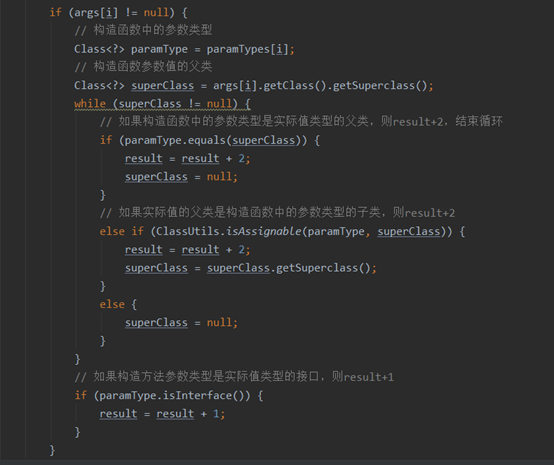 if (args[i] != null) {
// 构造函数中的参数类型
Class<?> paramType = paramTypes[i];
// 构造函数参数值的父类
Class<?> superClass = args[i].getClass().getSuperclass();
while (superClass != null) {
// 如果构造函数中的参数类型是实际值类型的父类，则result+2，结束循环
if (paramType.equals(superClass)) {
result = result + 2;
superClass = null;
}
// 如果实际值的父类是构造函数中的参数类型的子类，则result+2
else if (ClassUtils.isAssignable(paramType, superClass)) {
result = result + 2;
superClass = superClass.getSuperclass();
}
else {
superClass = null;
}
}
// 如果构造方法参数类型是实际值类型的接口，则result+1
if (paramType.isInterface()) {
result = result + 1;
}
}